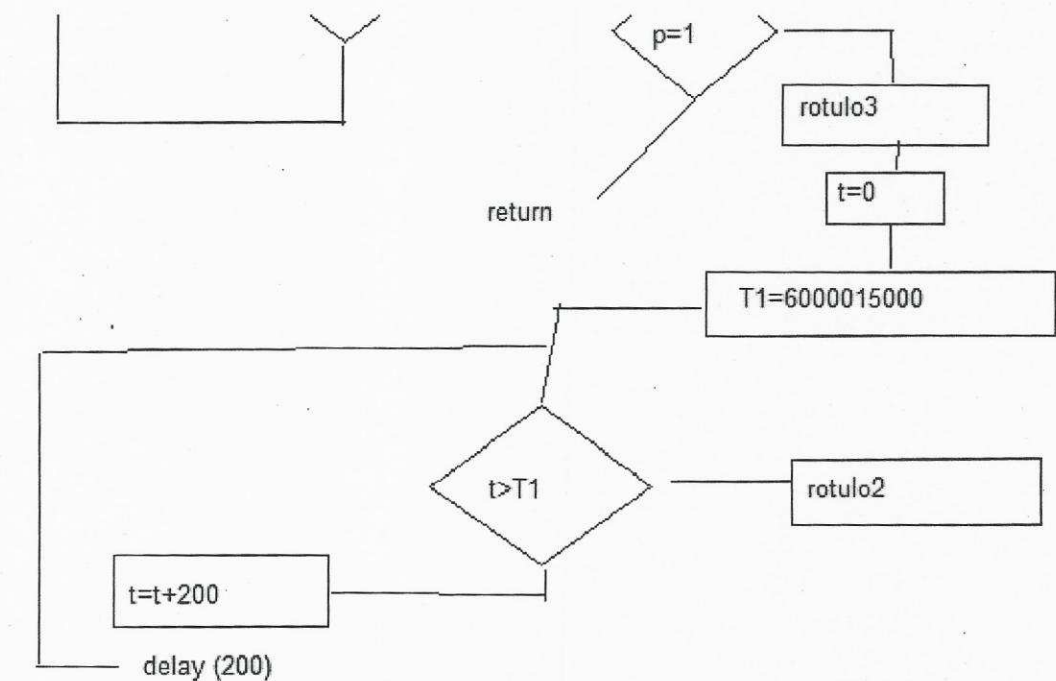 p=1
rotulo3
t=0
return
T1=6000015000
t>T1
rotulo2
t=t+200
delay (200)